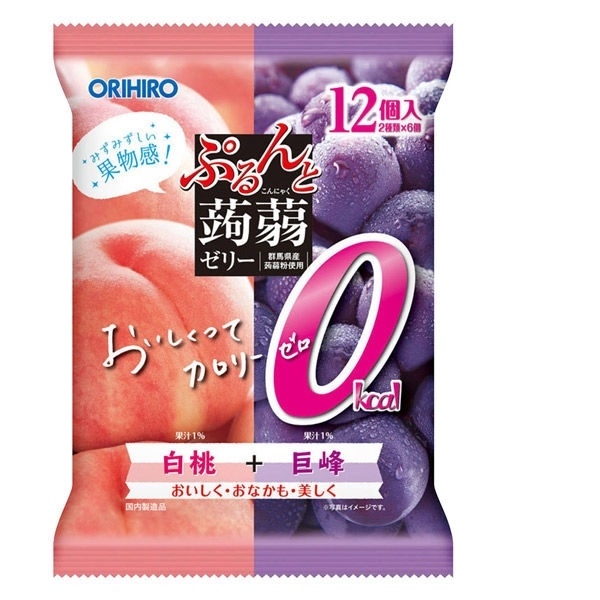 ORIHIRO
12個入
2種類×6個
みずみずしい
果物感!
ぷるんと
こんにゃく
蒟蒻
ゼリー
群馬県産
蒟蒻粉使用
おいしくって
カロリーゼロ
0kcal
果汁1%
果汁1%
白桃 + 巨峰
おいしく・おなかも・美しく
国内製造品
※写真はイメージです。